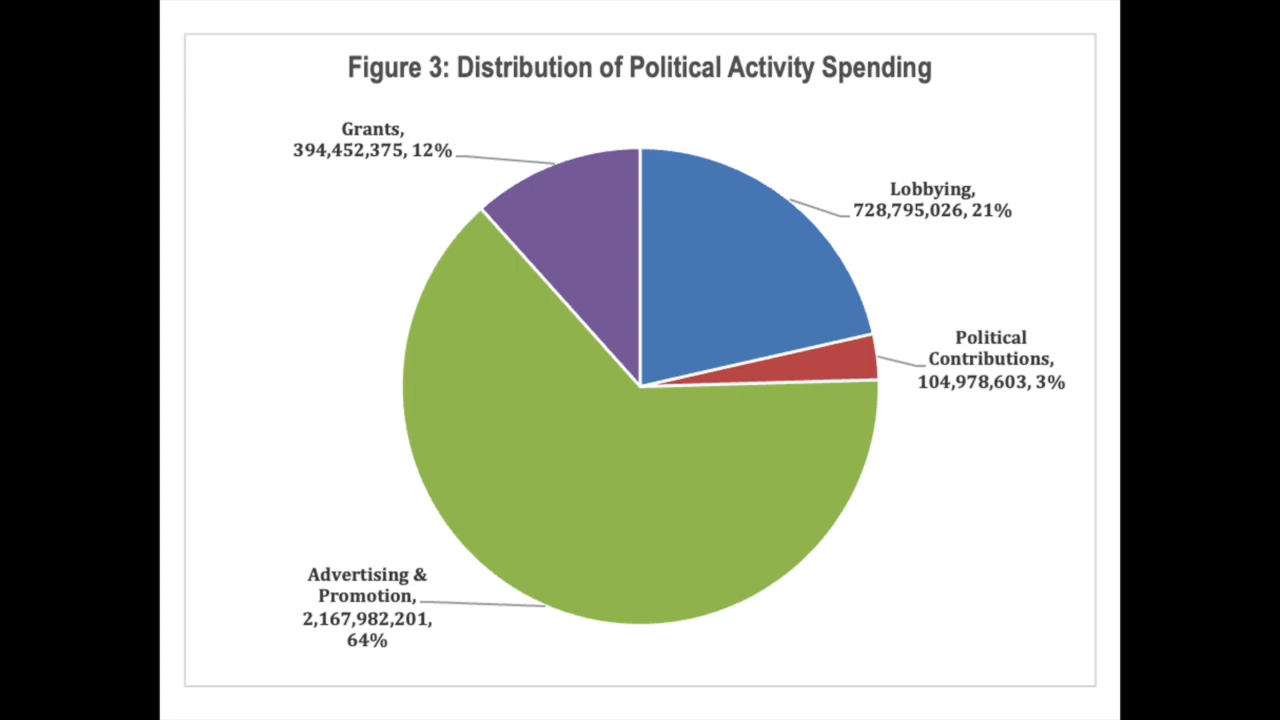 Figure 3: Distribution of Political Activity Spending
Grants,
394,452,375, 12%
Lobbying,
728,795,026, 21%
Political
Contributions,
104,978,603, 3%
Advertising &
Promotion,
2,167,982,201,
64%